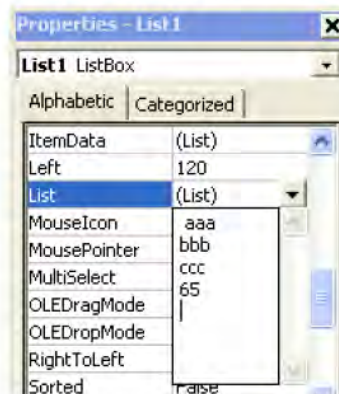 Properties - List1
List1 ListBox
Alphabetic Categorized
ItemData (List)
Left 120
List (List)
MouseIcon aaa
MousePointer bbb
MultiSelect ccc
OLEDragMode 65
OLEDropMode
RightToLeft
Sorted False